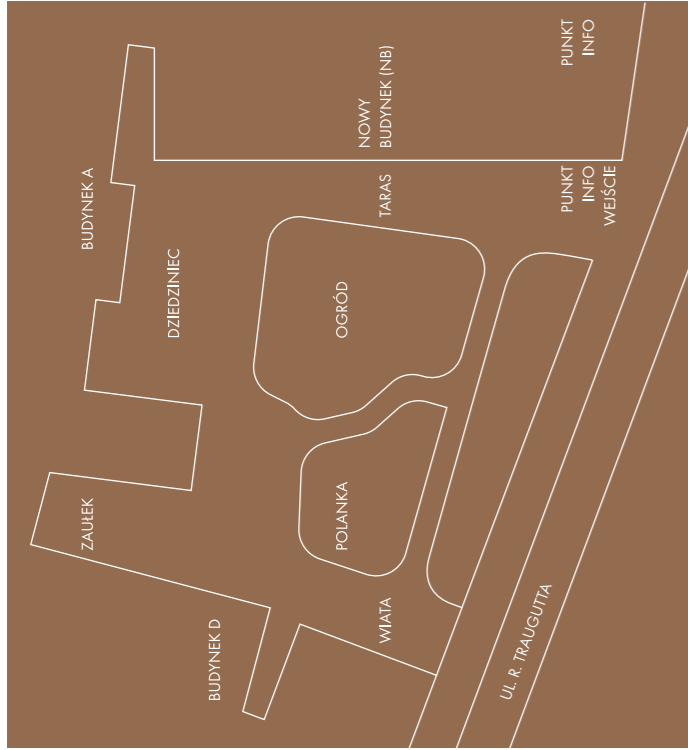 BUDYNEK D
ZAUŁEK
BUDYNEK A
DZIEDZINIEC
WIATA
POLANKA
OGRÓD
TARAS
NOWY
BUDYNEK (NB)
PUNKT
INFO
PUNKT
INFO
WEJŚCIE
UL. R. TRAUGUTTA